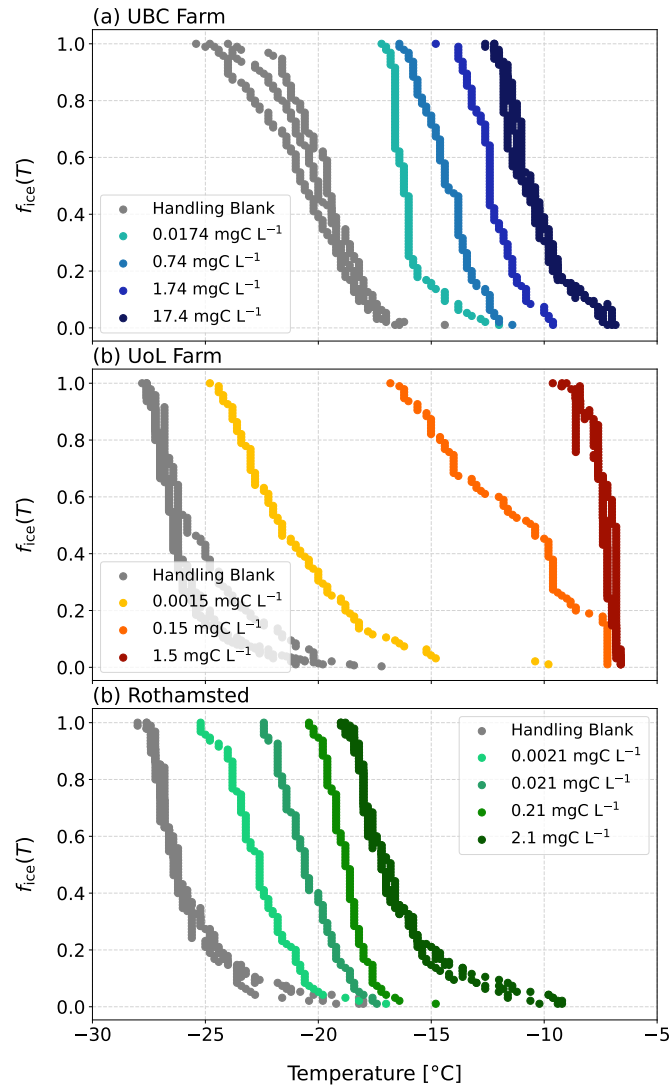 (a) UBC Farm
1.0
0.8
0.6
0.4
0.2
0.0
f_ice(T)
Handling Blank
0.0174 mgC L⁻¹
0.74 mgC L⁻¹
1.74 mgC L⁻¹
17.4 mgC L⁻¹
(b) UoL Farm
1.0
0.8
0.6
0.4
0.2
0.0
f_ice(T)
Handling Blank
0.0015 mgC L⁻¹
0.15 mgC L⁻¹
1.5 mgC L⁻¹
(b) Rothamsted
1.0
0.8
0.6
0.4
0.2
0.0
f_ice(T)
Handling Blank
0.0021 mgC L⁻¹
0.021 mgC L⁻¹
0.21 mgC L⁻¹
2.1 mgC L⁻¹
−30 −25 −20 −15 −10 −5
Temperature [°C]